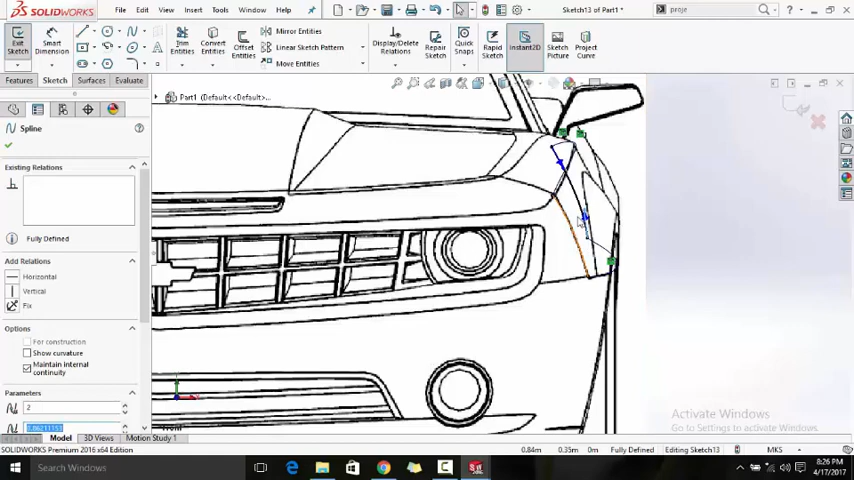 SOLIDWORKS
File Edit View Insert Tools Window Help
Sketch13 of Part1 *
proje
Exit Sketch
Smart Dimension
Trim Entities
Convert Entities
Offset Entities
Mirror Entities
Linear Sketch Pattern
Move Entities
Display/Delete Relations
Repair Sketch
Quick Snaps
Rapid Sketch
Instant2D
Sketch Picture
Project Curve
Features Sketch Surfaces Evaluate
Part1 (Default<<Default>...
Spline
Existing Relations
Fully Defined
Add Relations
Horizontal
Vertical
Fix
Options
For construction
Show curvature
Maintain internal continuity
Parameters
2
Model 3D Views Motion Study 1
Activate Windows
Go to Settings to activate Windows.
SOLIDWORKS Premium 2016 x64 Edition
0.84m 0.35m 0m Fully Defined Editing Sketch13 MKS
Search Windows
8:26 PM
4/17/2017